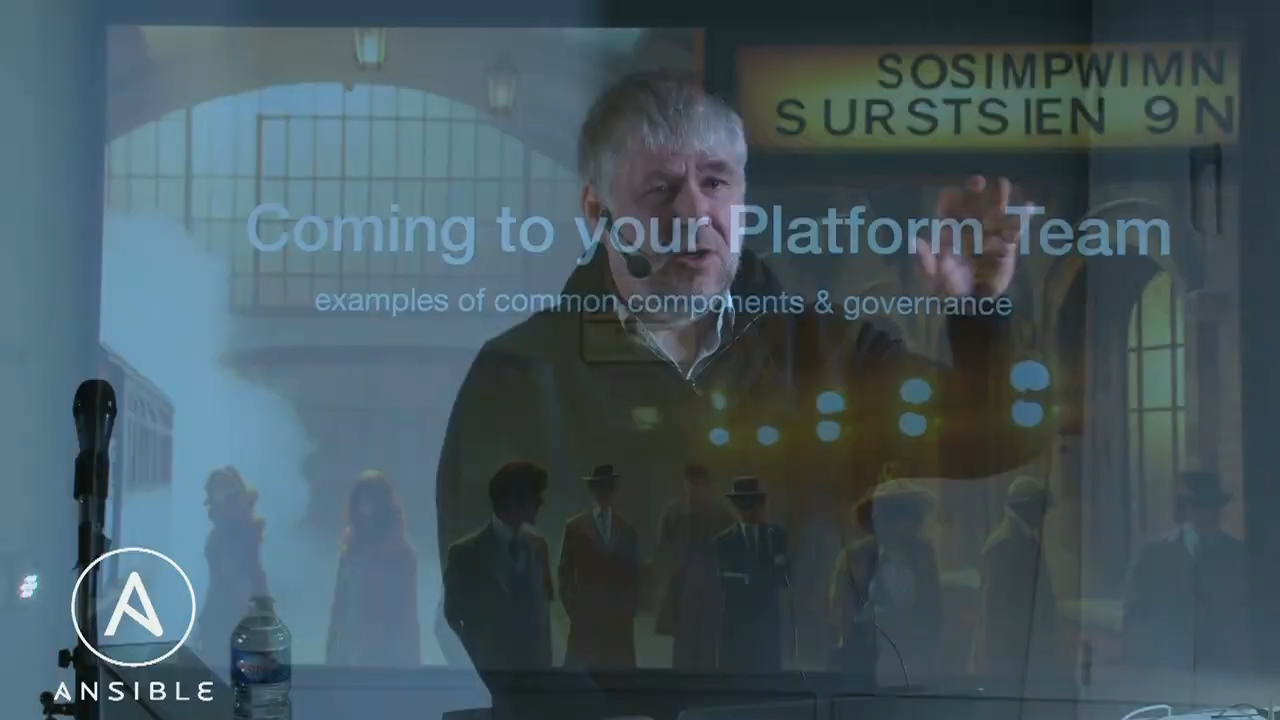 SOSIMPWIMN
SURSTSIEN 9N
Coming to your Platform Team
examples of common components & governance
ANSIBLE